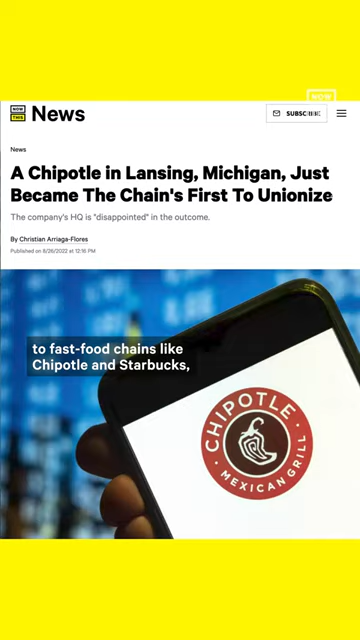 NOW
NOW
THIS
News
SUBSCRIBE
News
A Chipotle in Lansing, Michigan, Just
Became The Chain's First To Unionize
The company's HQ is "disappointed" in the outcome.
By Christian Arriaga-Flores
Published on 8/26/2022 at 12:16 PM
to fast-food chains like
Chipotle and Starbucks,
CHIPOTLE
MEXICAN GRILL